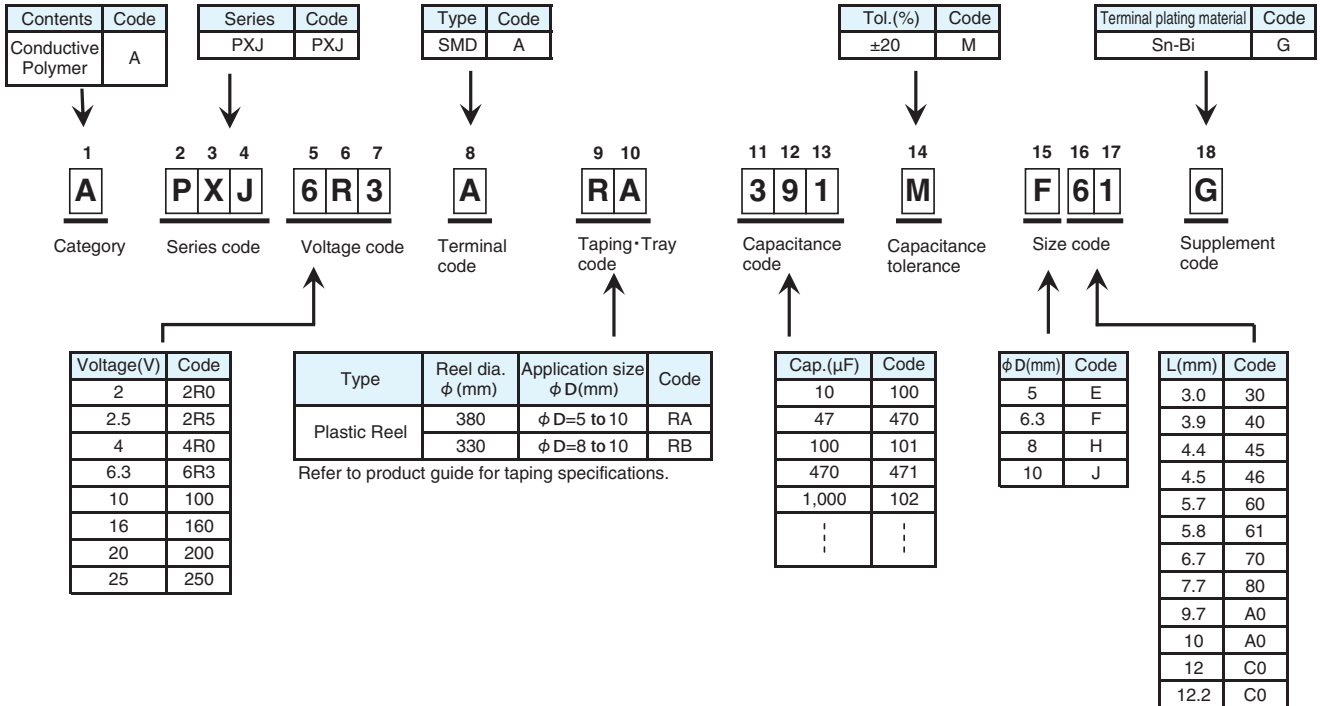 Contents Code
Conductive Polymer A
Series Code
PXJ PXJ
Type Code
SMD A
Tol.(%) Code
±20 M
Terminal plating material Code
Sn-Bi G
1 2 3 4 5 6 7 8 9 10 11 12 13 14 15 16 17 18
A P X J 6 R 3 A R A 3 9 1 M F 6 1 G
Category
Series code
Voltage code
Terminal
code
Taping・Tray
code
Capacitance
code
Capacitance
tolerance
Size code
Supplement
code
Voltage(V) Code
2 2R0
2.5 2R5
4 4R0
6.3 6R3
10 100
16 160
20 200
25 250
Type Reel dia. φ (mm) Application size φ D(mm) Code
Plastic Reel 380 φ D=5 to 10 RA
330 φ D=8 to 10 RB
Refer to product guide for taping specifications.
Cap.(µF) Code
10 100
47 470
100 101
470 471
1,000 102
φ D(mm) Code
5 E
6.3 F
8 H
10 J
L(mm) Code
3.0 30
3.9 40
4.4 45
4.5 46
5.7 60
5.8 61
6.7 70
7.7 80
9.7 A0
10 A0
12 C0
12.2 C0